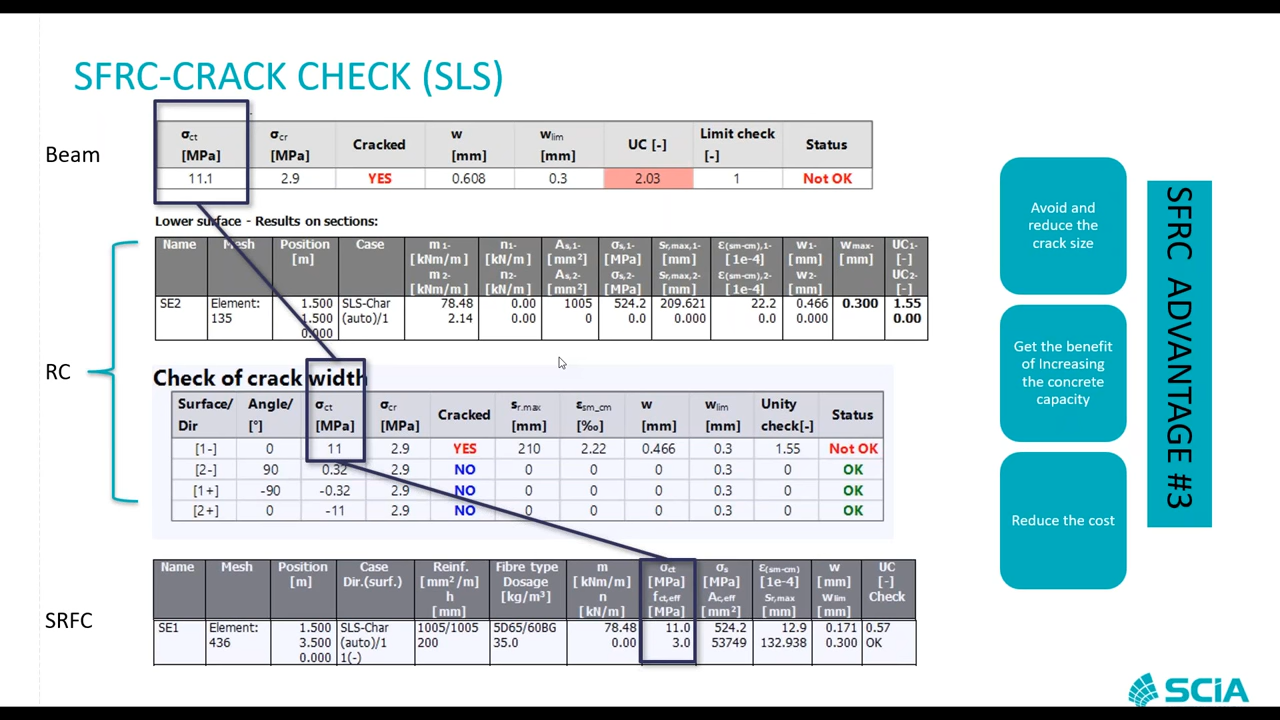 SFRC-CRACK CHECK (SLS)
Beam
σct [MPa] σcr [MPa] Cracked w [mm] wlim [mm] UC [-] Limit check [-] Status
11.1 2.9 YES 0.608 0.3 2.03 1 Not OK
Lower surface - Results on sections:
RC
Name Mesh Position [m] Case m1- [kNm/m] m2- [kNm/m] n1- [kN/m] n2- [kN/m] As,1- [mm²] As,2- [mm²] σs,1- [MPa] σs,2- [MPa] Sr,max,1- [mm] Sr,max,2- [mm] ε(sm-cm),1- [1e-4] ε(sm-cm),2- [1e-4] w1- [mm] w2- [mm] wmax- [mm] UC1- [-] UC2- [-]
SE2 Element: 1.500 SLS-Char 78.48 0.00 1005 524.2 209.621 22.2 0.466 0.300 1.55
135 1.500 (auto)/1 2.14 0.00 0 0.0 0.000 0.0 0.000 0.00
0.000
Check of crack width
Surface/ Dir Angle/ [°] σct [MPa] σcr [MPa] Cracked sr,max [mm] εsm_cm [‰] w [mm] wlim [mm] Unity check[-] Status
[1-] 0 11 2.9 YES 210 2.22 0.466 0.3 1.55 Not OK
[2-] 90 0.32 2.9 NO 0 0 0 0.3 0 OK
[1+] -90 -0.32 2.9 NO 0 0 0 0.3 0 OK
[2+] 0 -11 2.9 NO 0 0 0 0.3 0 OK
SRFC
Name Mesh Position [m] Case Dir.(surf.) Reinf. [mm²/m] h [mm] Fibre type Dosage [kg/m³] m [kNm/m] n [kN/m] σct [MPa] fct,eff [MPa] σs [MPa] Ac,eff [mm²] ε(sm-cm) [1e-4] Sr,max [mm] w [mm] wlim [mm] UC [-] Check
SE1 Element: 1.500 SLS-Char 1005/1005 5D65/60BG 78.48 11.0 524.2 12.9 0.171 0.57
436 3.500 (auto)/1 200 35.0 0.00 3.0 53749 132.938 0.300 OK
0.000 1(-)
Avoid and
reduce the
crack size
Get the benefit
of Increasing
the concrete
capacity
Reduce the cost
SFRC ADVANTAGE #3
SCIA